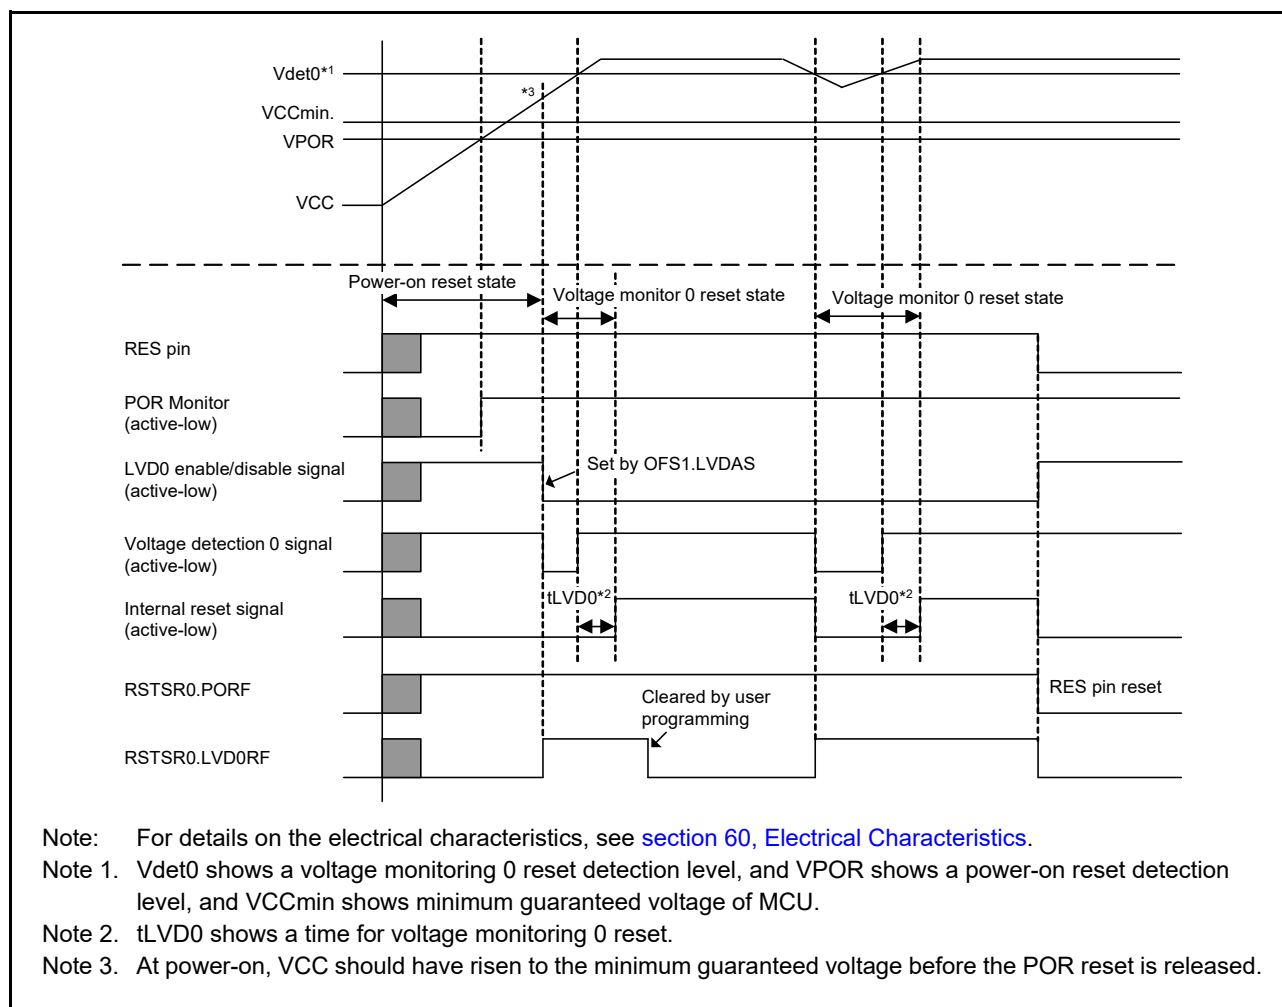 Vdet0*1
*3
VCCmin.
VPOR
VCC
Power-on reset state
Voltage monitor 0 reset state
Voltage monitor 0 reset state
RES pin
POR Monitor
(active-low)
LVD0 enable/disable signal
(active-low)
Set by OFS1.LVDAS
Voltage detection 0 signal
(active-low)
Internal reset signal
(active-low)
tLVD0*2
tLVD0*2
RSTSR0.PORF
RES pin reset
Cleared by user
programming
RSTSR0.LVD0RF
Note: For details on the electrical characteristics, see section 60, Electrical Characteristics.
Note 1. Vdet0 shows a voltage monitoring 0 reset detection level, and VPOR shows a power-on reset detection
level, and VCCmin shows minimum guaranteed voltage of MCU.
Note 2. tLVD0 shows a time for voltage monitoring 0 reset.
Note 3. At power-on, VCC should have risen to the minimum guaranteed voltage before the POR reset is released.